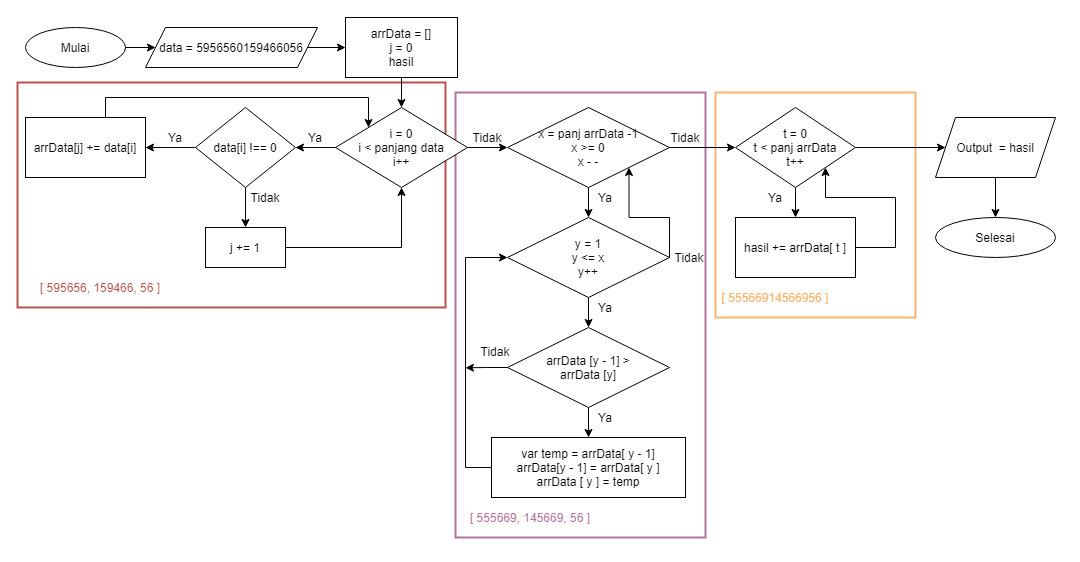 Mulai
data = 5956560159466056
arrData = []
j = 0
hasil
arrData[j] += data[i]
Ya
data[i] !== 0
Ya
i = 0
i < panjang data
i++
Tidak
j += 1
[ 595656, 159466, 56 ]
Tidak
x = panj arrData -1
x >= 0
x - -
Tidak
Ya
y = 1
y <= x
y++
Tidak
Ya
Tidak
arrData [y - 1] >
arrData [y]
Ya
var temp = arrData[ y - 1]
arrData[y - 1] = arrData[ y ]
arrData [ y ] = temp
[ 555669, 145669, 56 ]
t = 0
t < panj arrData
t++
Ya
hasil += arrData[ t ]
[ 55566914566956 ]
Output  = hasil
Selesai